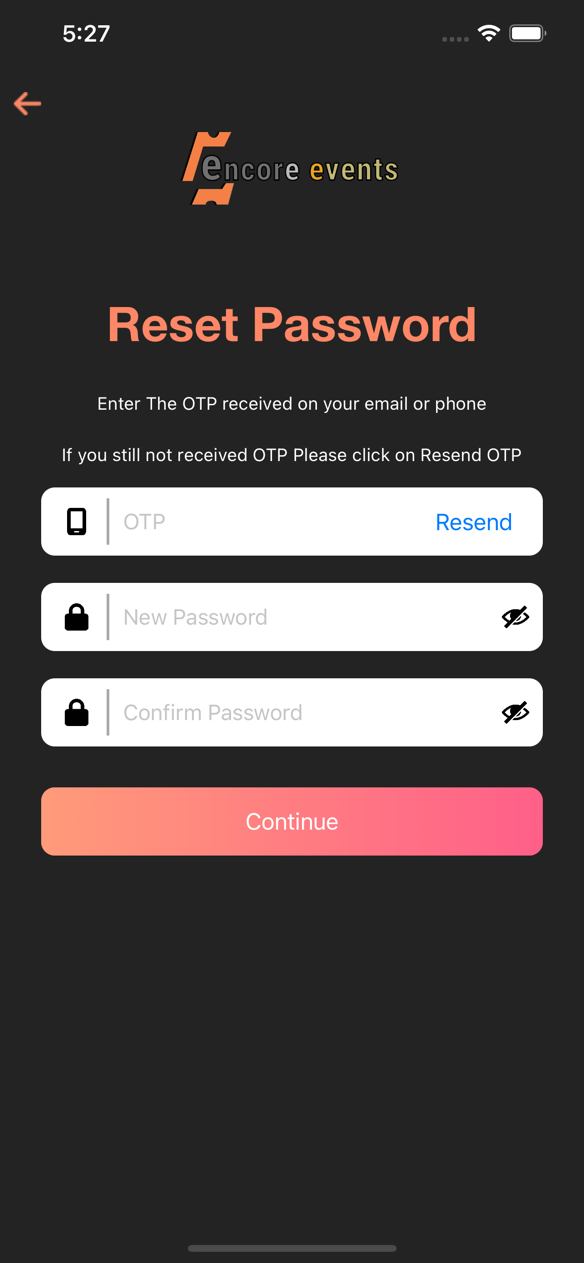 5:27
encore events
Reset Password
Enter The OTP received on your email or phone
If you still not received OTP Please click on Resend OTP
OTP Resend
New Password
Confirm Password
Continue